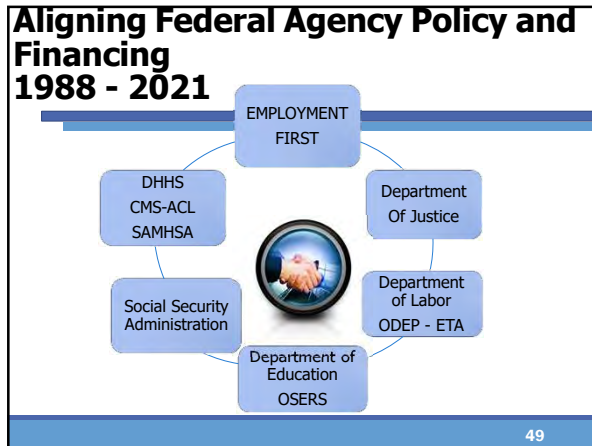 Aligning Federal Agency Policy and
Financing
1988 - 2021
EMPLOYMENT
FIRST
Department
Of Justice
Department
of Labor
ODEP - ETA
Department of
Education
OSERS
Social Security
Administration
DHHS
CMS-ACL
SAMHSA
49